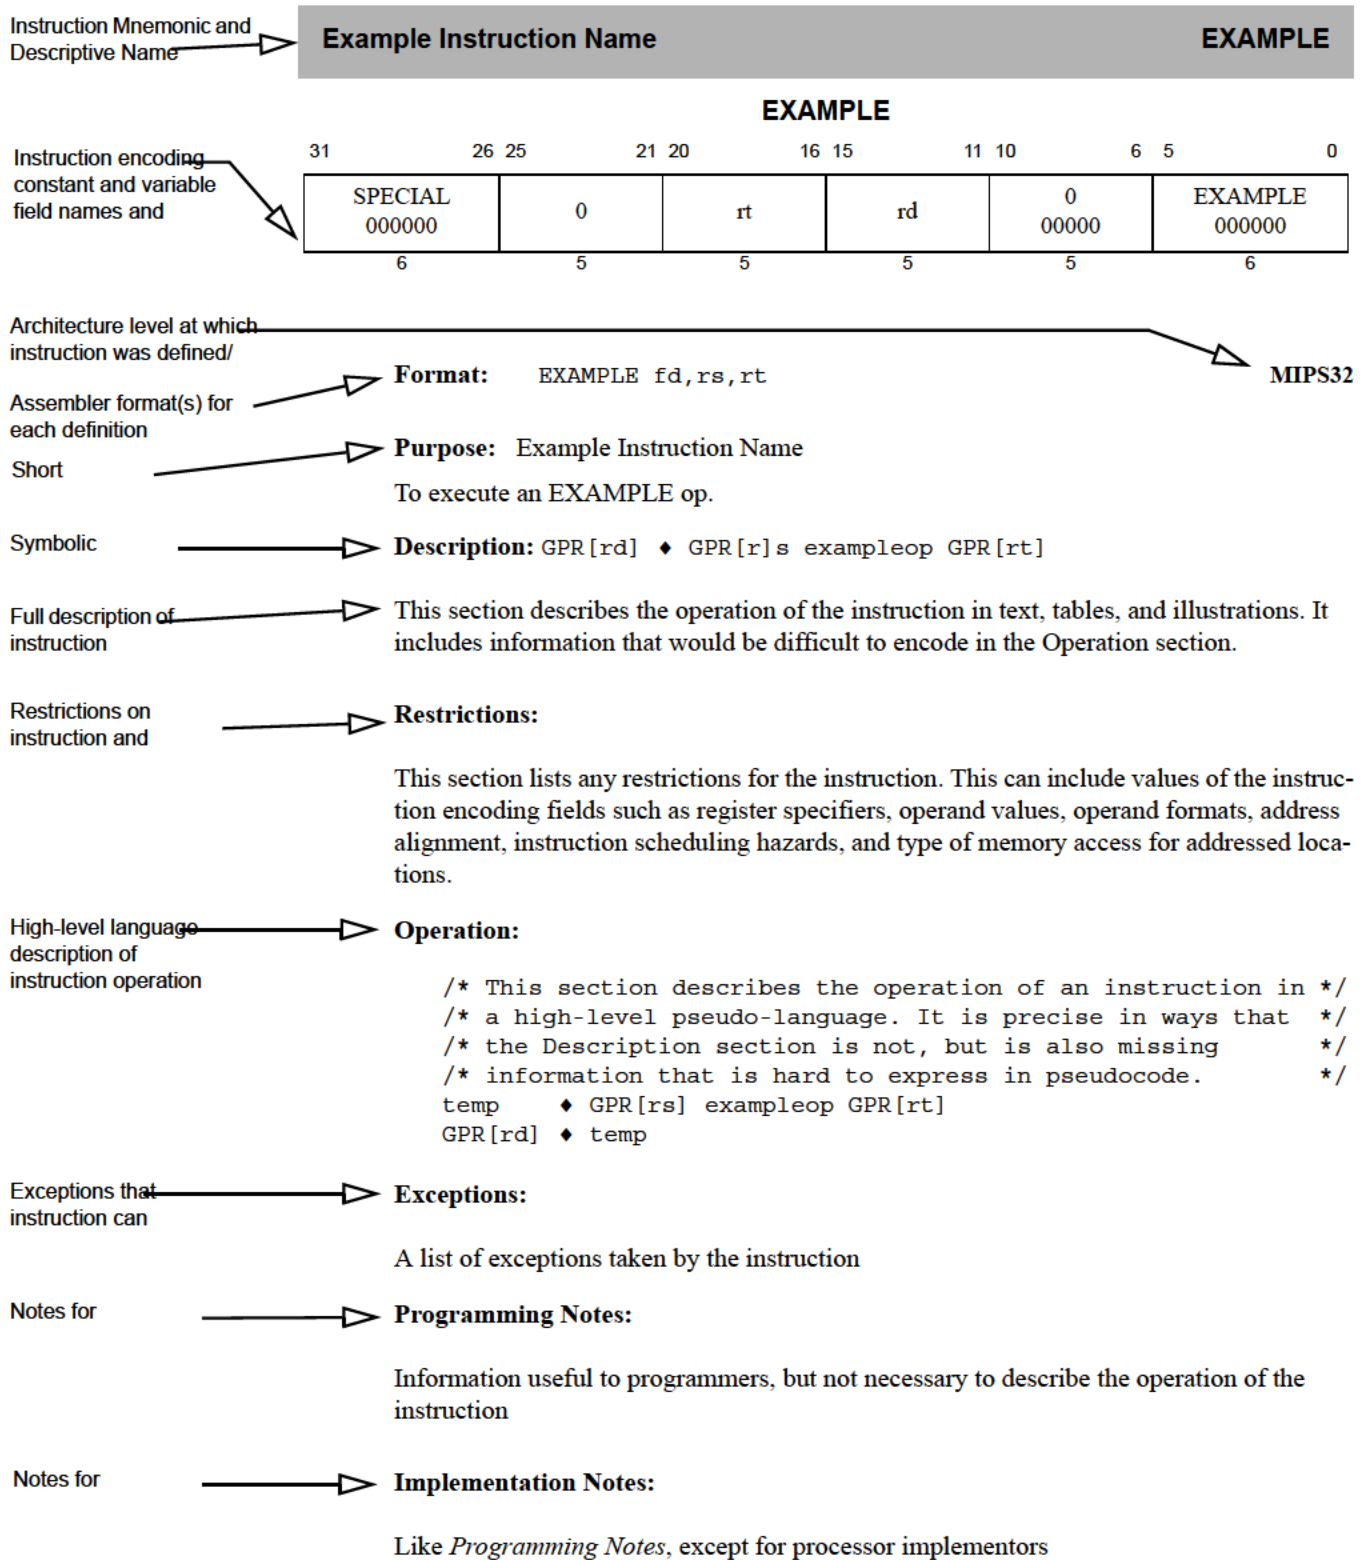 Instruction Mnemonic and
Descriptive Name
Example Instruction Name EXAMPLE
EXAMPLE
31 26 25 21 20 16 15 11 10 6 5 0
Instruction encoding
constant and variable
field names and
SPECIAL
000000
0
rt
rd
0
00000
EXAMPLE
000000
6 5 5 5 5 6
Architecture level at which
instruction was defined/
Format: EXAMPLE fd,rs,rt MIPS32
Assembler format(s) for
each definition
Purpose: Example Instruction Name
Short
To execute an EXAMPLE op.
Symbolic
Description: GPR[rd] ♦ GPR[r]s exampleop GPR[rt]
Full description of
instruction
This section describes the operation of the instruction in text, tables, and illustrations. It
includes information that would be difficult to encode in the Operation section.
Restrictions on
instruction and
Restrictions:
This section lists any restrictions for the instruction. This can include values of the instruc-
tion encoding fields such as register specifiers, operand values, operand formats, address
alignment, instruction scheduling hazards, and type of memory access for addressed loca-
tions.
High-level language
description of
instruction operation
Operation:
/* This section describes the operation of an instruction in */
/* a high-level pseudo-language. It is precise in ways that */
/* the Description section is not, but is also missing */
/* information that is hard to express in pseudocode. */
temp ♦ GPR[rs] exampleop GPR[rt]
GPR[rd] ♦ temp
Exceptions that
instruction can
Exceptions:
A list of exceptions taken by the instruction
Notes for
Programming Notes:
Information useful to programmers, but not necessary to describe the operation of the
instruction
Notes for
Implementation Notes:
Like Programming Notes, except for processor implementors